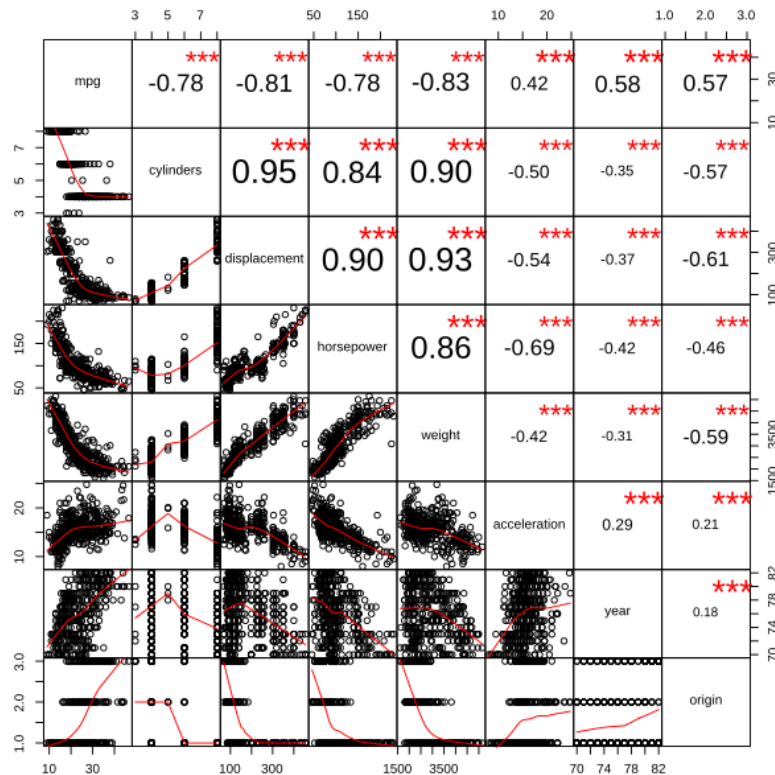 3 5 7 50 150 10 20 1.0 2.0 3.0
*** *** *** *** *** *** ***
mpg -0.78 -0.81 -0.78 -0.83 0.42 0.58 0.57 10 30
*** *** *** *** *** ***
3 5 7 cylinders 0.95 0.84 0.90 -0.50 -0.35 -0.57
*** *** *** *** ***
displacement 0.90 0.93 -0.54 -0.37 -0.61 100 300
*** *** *** ***
50 150 horsepower 0.86 -0.69 -0.42 -0.46
*** *** ***
weight -0.42 -0.31 -0.59 1500 3500
*** ***
10 20 acceleration 0.29 0.21
***
year 0.18 70 74 78 82
1.0 2.0 3.0 origin
10 30 100 300 1500 3500 70 74 78 82